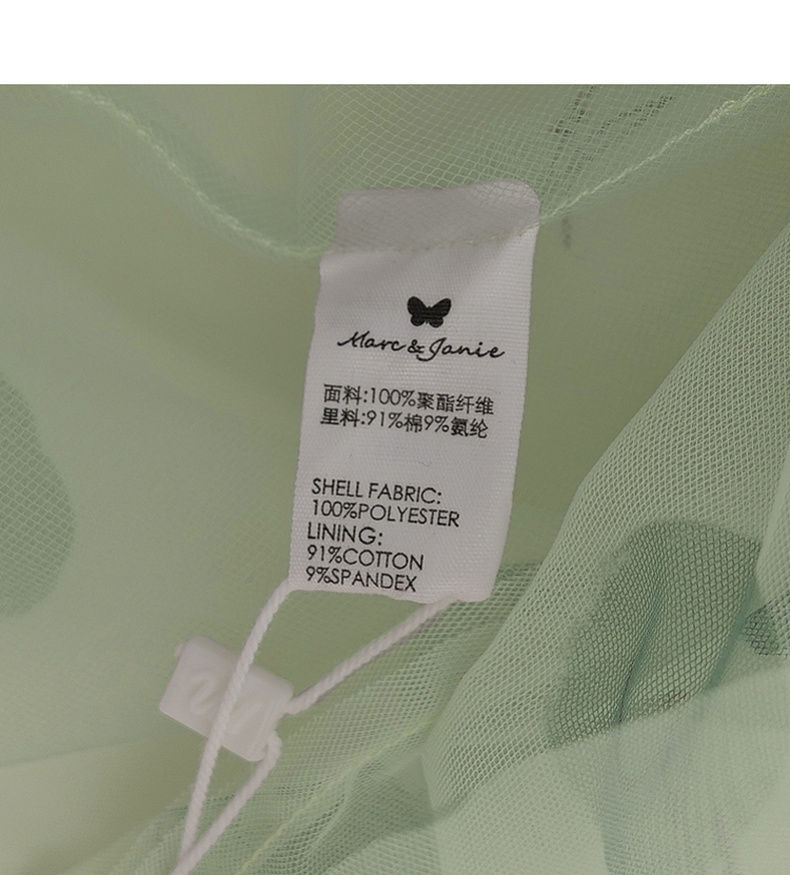 Marc & Janie
面料:100%聚酯纤维
里料:91%棉9%氨纶
SHELL FABRIC:
100%POLYESTER
LINING:
91%COTTON
9%SPANDEX